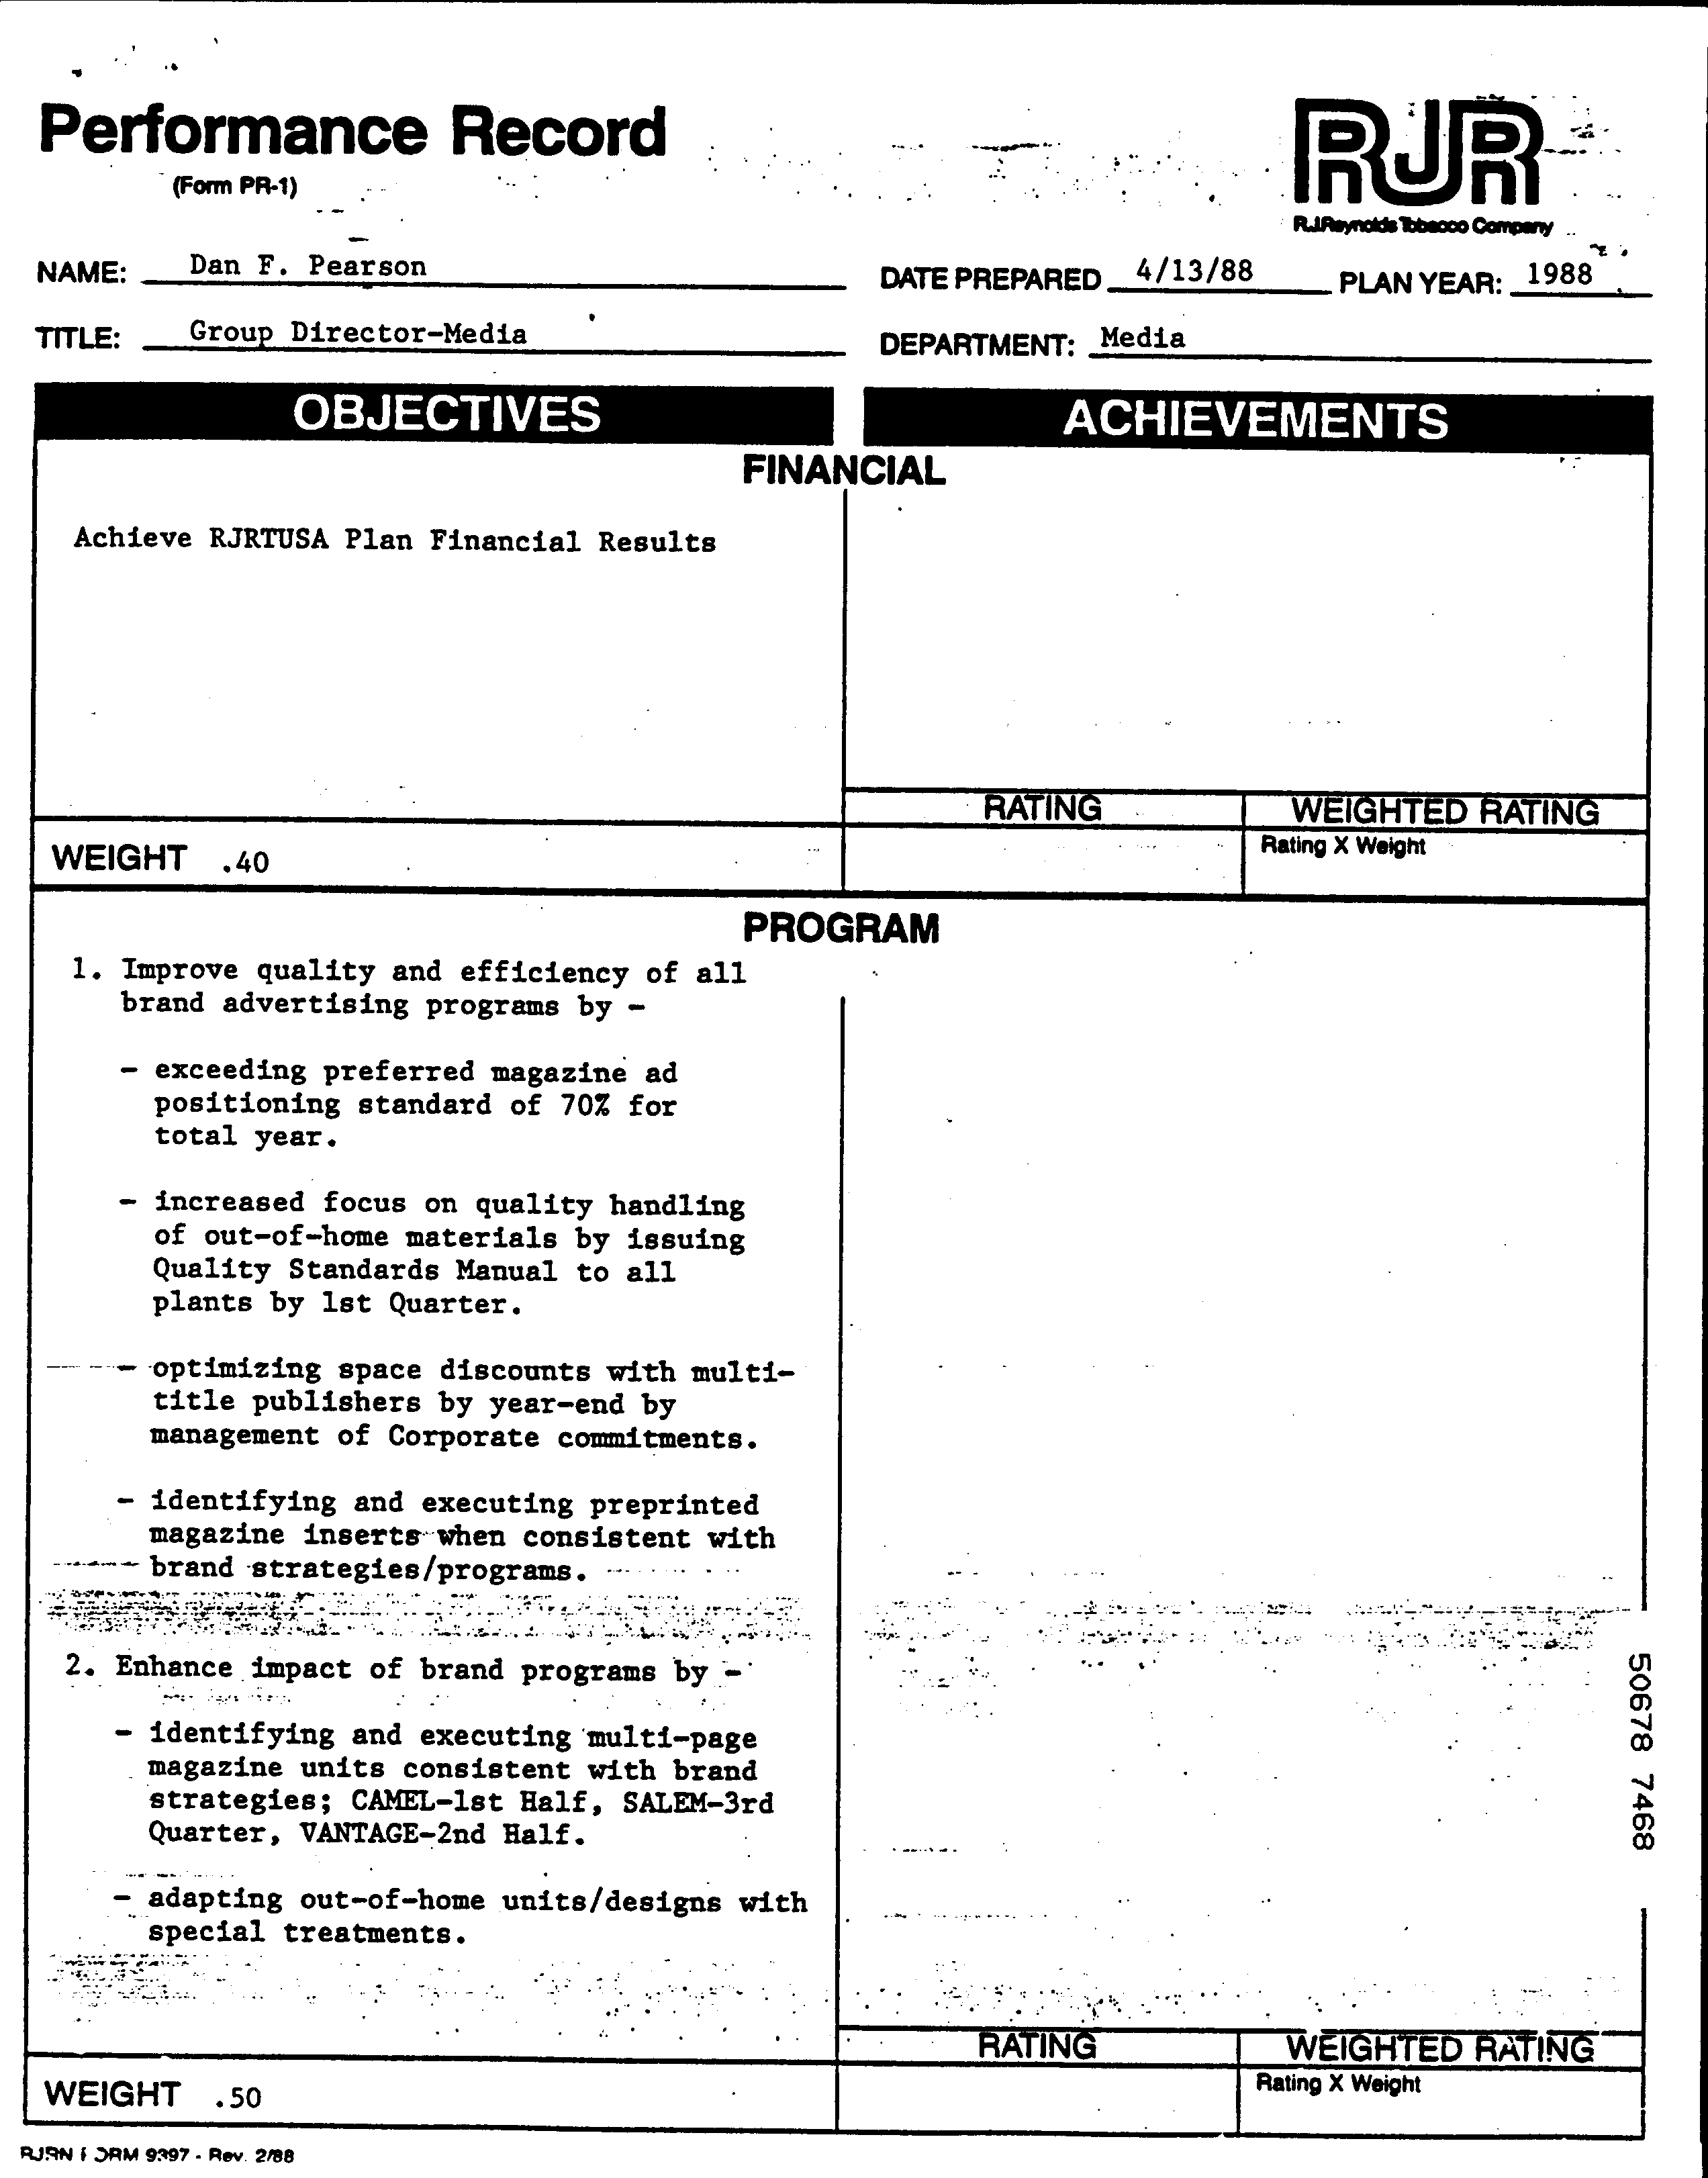 Performance Record
(Form PR-1)
RJR
R.J.Reynolds Tobacco Company
NAME: Dan F. Pearson
DATE PREPARED 4/13/88 PLAN YEAR: 1988
TITLE: Group Director-Media
DEPARTMENT: Media
OBJECTIVES
ACHIEVEMENTS
FINANCIAL
Achieve RJRTUSA Plan Financial Results
RATING
WEIGHTED RATING
WEIGHT .40
Rating X Weight
PROGRAM
1. Improve quality and efficiency of all
brand advertising programs by -
- exceeding preferred magazine ad
positioning standard of 70% for
total year.
- increased focus on quality handling
of out-of-home materials by issuing
Quality Standards Manual to all
plants by 1st Quarter.
- optimizing space discounts with multi-
title publishers by year-end by
management of Corporate commitments.
- identifying and executing preprinted
magazine inserts when consistent with
brand strategies/programs.
2. Enhance impact of brand programs by -
- identifying and executing multi-page
magazine units consistent with brand
strategies; CAMEL-1st Half, SALEM-3rd
Quarter, VANTAGE-2nd Half.
- adapting out-of-home units/designs with
special treatments.
50678 7468
RATING
WEIGHTED RATING
WEIGHT .50
Rating X Weight
RJRN FORM 9397 - Rev. 2/88